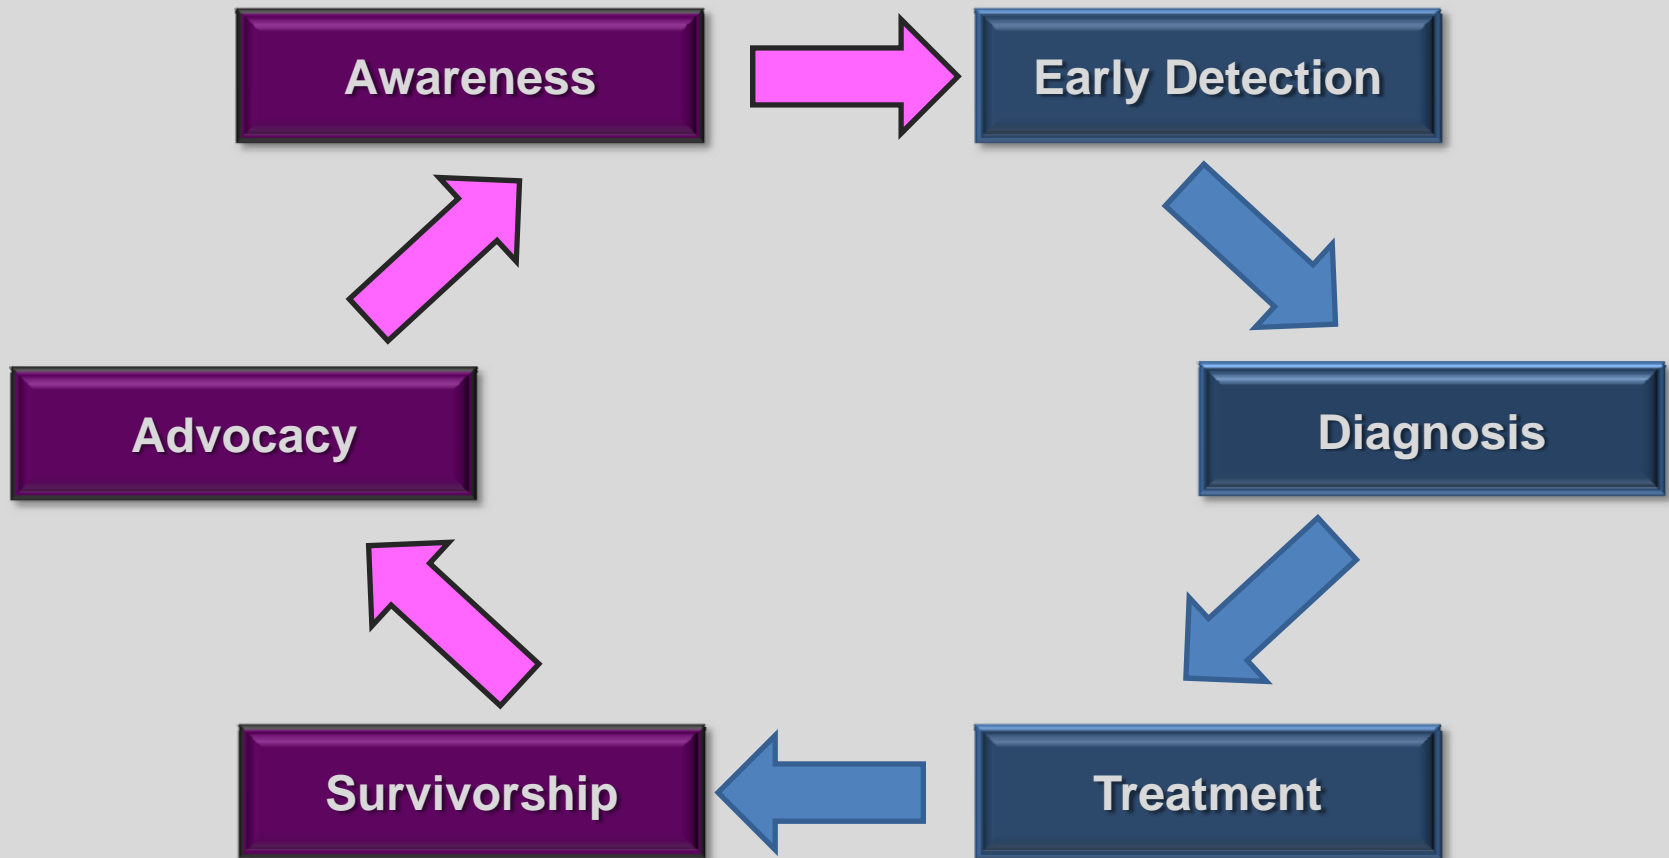 Awareness
Early Detection
Advocacy
Diagnosis
Survivorship
Treatment